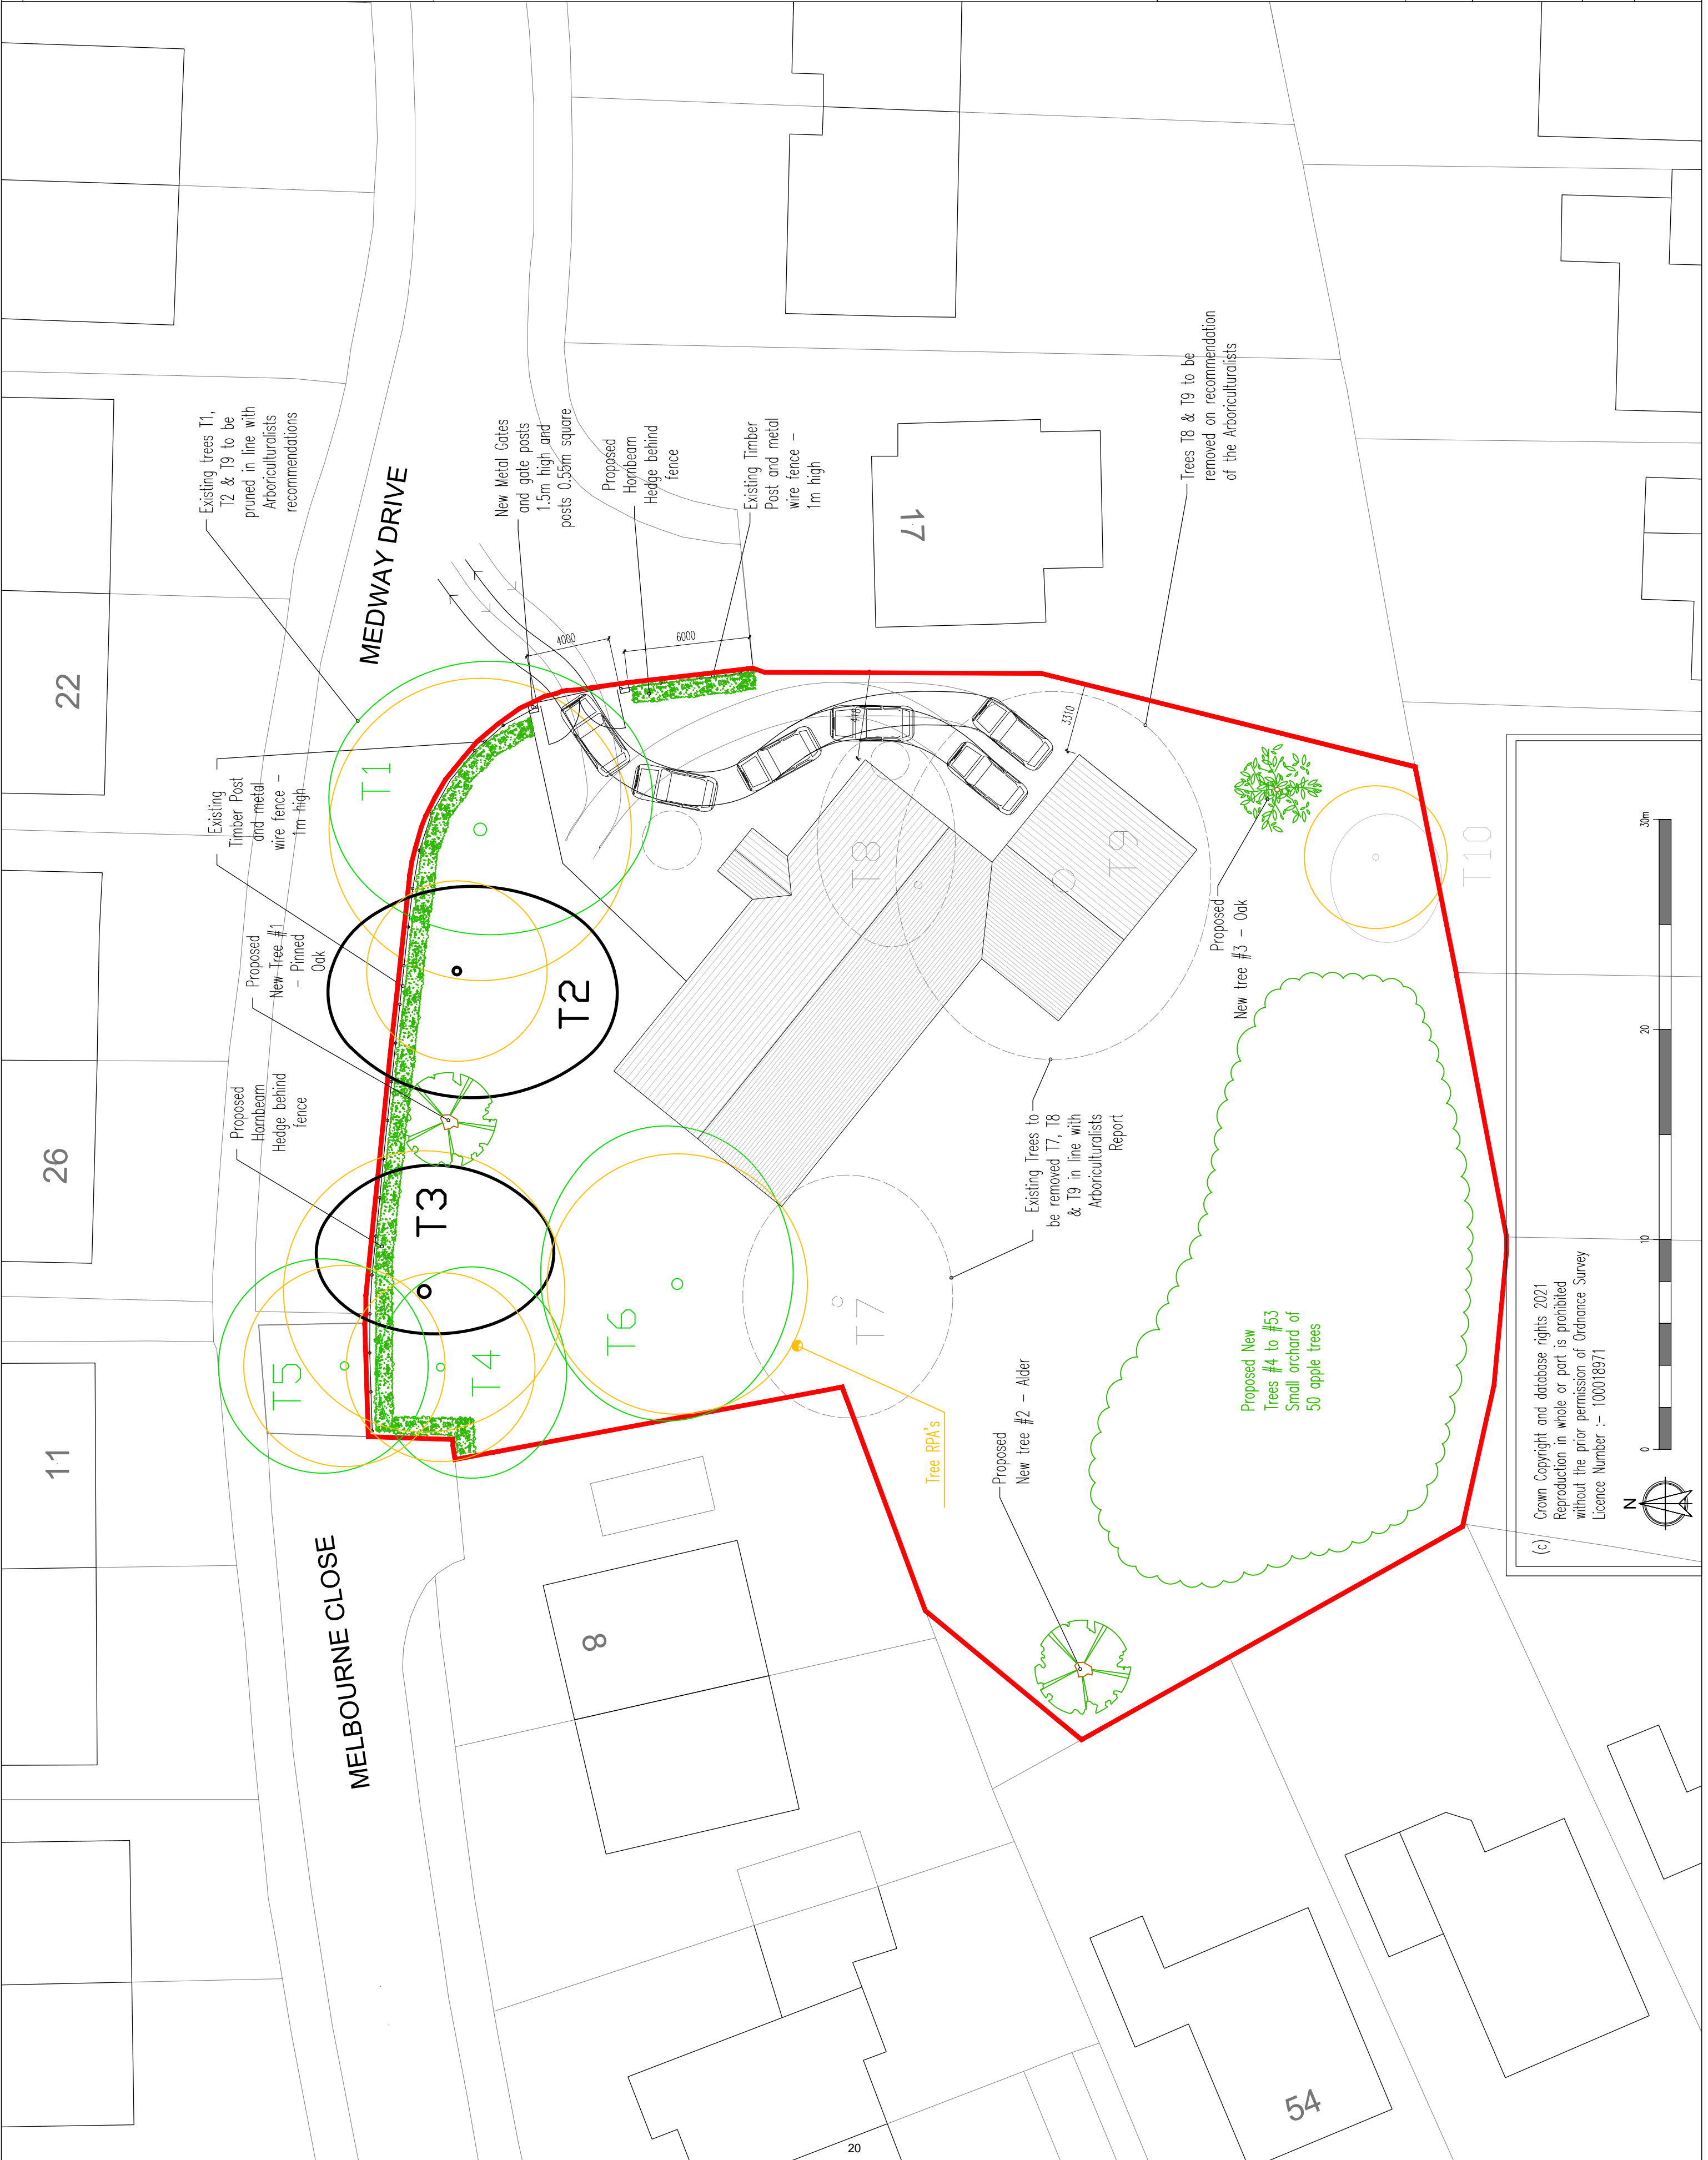 Existing trees T1,
T2 & T9 to be
pruned in line with
Arboriculturalists
recommendations
MEDWAY DRIVE
New Metal Gates
and gate posts
1.5m high and
posts 0.55m square
Proposed
Hornbeam
Hedge behind
fence
Existing Timber
Post and metal
wire fence -
1m high
17
Trees T8 & T9 to be
removed on recommendation
of the Arboriculturalists
22
4000
6000
3310
Existing
Timber Post
and metal
wire fence -
1m high
T1
T8
T9
T10
Proposed
New Tree #1
- Pinned
Oak
T2
Proposed
New tree #3 - Oak
26
Proposed
Hornbeam
Hedge behind
fence
T3
Existing Trees to
be removed T7, T8
& T9 in line with
Arboriculturalists
Report
T5
T4
T6
T7
Tree RPA's
Proposed
New tree #2 - Alder
Proposed New
Trees #4 to #53
Small orchard of
50 apple trees
11
MELBOURNE CLOSE
8
54
20
(c)
Crown Copyright and database rights 2021
Reproduction in whole or part is prohibited
without the prior permission of Ordnance Survey
Licence Number :- 100018971
N
0
10
20
30m